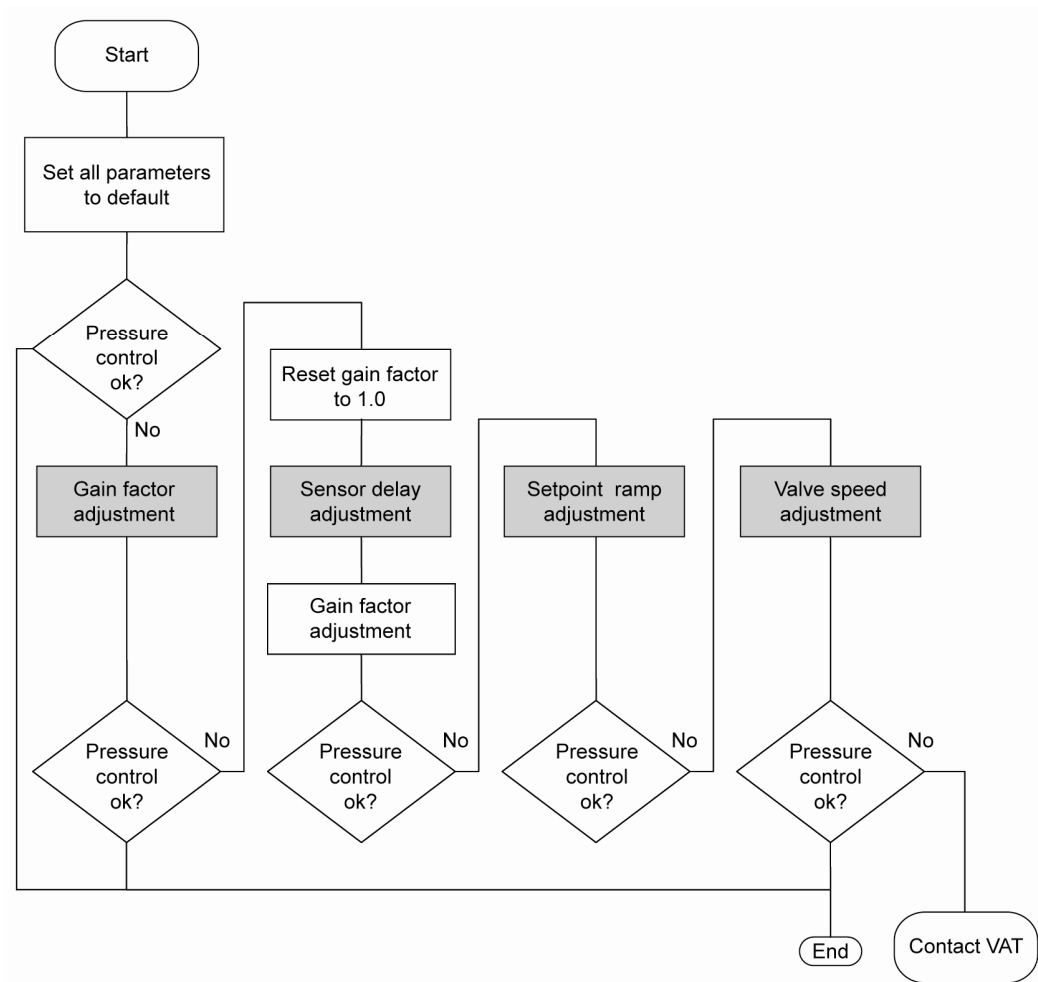 Start
Set all parameters
to default
Pressure
control
ok?
No
Gain factor
adjustment
Pressure
control
ok?
No
Reset gain factor
to 1.0
Sensor delay
adjustment
Gain factor
adjustment
Pressure
control
ok?
No
Setpoint ramp
adjustment
Pressure
control
ok?
No
Valve speed
adjustment
Pressure
control
ok?
No
End
Contact VAT